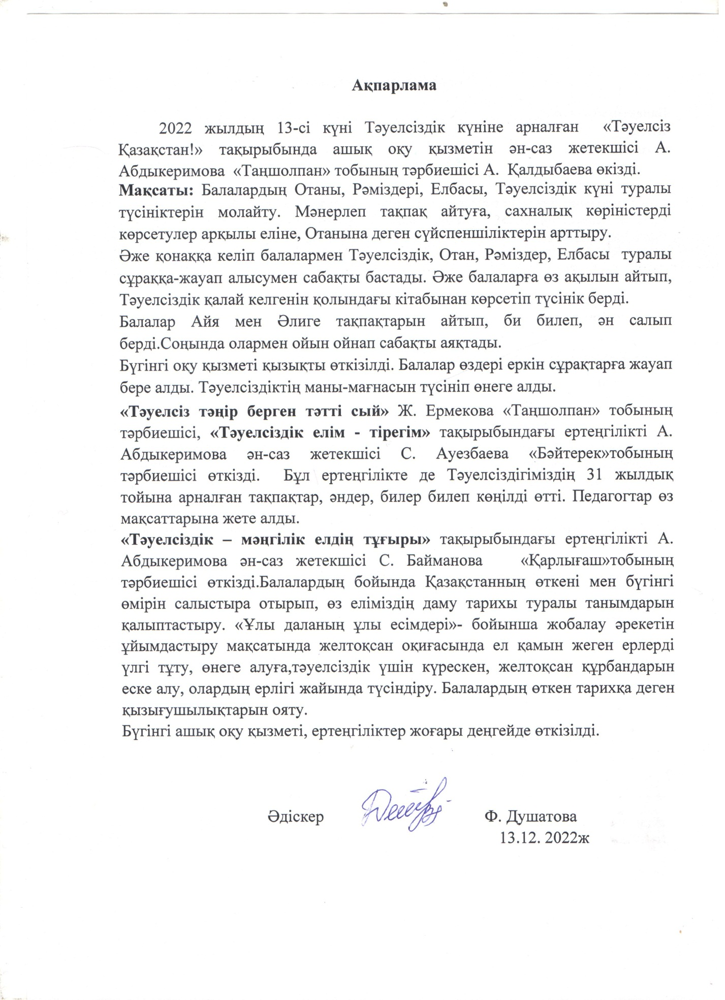 Ақпарлама
2022 жылдың 13-сі күні Тәуелсіздік күніне арналған «Тәуелсіз
Қазақстан!» тақырыбында ашық оқу қызметін ән-саз жетекшісі А.
Абдыкеримова «Таңшолпан» тобының тәрбиешісі А. Қалдыбаева өкізді.
Мақсаты: Балалардың Отаны, Рәміздері, Елбасы, Тәуелсіздік күні туралы
түсініктерін молайту. Мәнерлеп тақпақ айтуға, сахналық көріністерді
көрсетулер арқылы еліне, Отанына деген сүйспеншіліктерін арттыру.
Әже қонаққа келіп балалармен Тәуелсіздік, Отан, Рәміздер, Елбасы туралы
сұраққа-жауап алысумен сабақты бастады. Әже балаларға өз ақылын айтып,
Тәуелсіздік қалай келгенін қолындағы кітабынан көрсетіп түсінік берді.
Балалар Айя мен Әлиге тақпақтарын айтып, би билеп, ән салып
берді.Соңында олармен ойын ойнап сабақты аяқтады.
Бүгінгі оқу қызметі қызықты өткізілді. Балалар өздері еркін сұрақтарға жауап
бере алды. Тәуелсіздіктің маны-мағнасын түсініп өнеге алды.
«Тәуелсіз тәңір берген тәтті сый» Ж. Ермекова «Таңшолпан» тобының
тәрбиешісі, «Тәуелсіздік елім - тірегім» тақырыбындағы ертеңгілікті А.
Абдыкеримова ән-саз жетекшісі С. Ауезбаева «Бәйтерек»тобының
тәрбиешісі өткізді. Бұл ертеңгілікте де Тәуелсіздігіміздің 31 жылдық
тойына арналған тақпақтар, әндер, билер билеп көңілді өтті. Педагогтар өз
мақсаттарына жете алды.
«Тәуелсіздік – мәңгілік елдің тұғыры» тақырыбындағы ертеңгілікті А.
Абдыкеримова ән-саз жетекшісі С. Байманова «Қарлығаш»тобының
тәрбиешісі өткізді.Балалардың бойында Қазақстанның өткені мен бүгінгі
өмірін салыстыра отырып, өз еліміздің даму тарихы туралы танымдарын
қалыптастыру. «Ұлы даланың ұлы есімдері»- бойынша жобалау әрекетін
ұйымдастыру мақсатында желтоқсан оқиғасында ел қамын жеген ерлерді
үлгі тұту, өнеге алуға,тәуелсіздік үшін күрескен, желтоқсан құрбандарын
еске алу, олардың ерлігі жайында түсіндіру. Балалардың өткен тарихқа деген
қызығушылықтарын ояту.
Бүгінгі ашық оқу қызметі, ертеңгіліктер жоғары деңгейде өткізілді.
Әдіскер Ф. Душатова
13.12. 2022ж